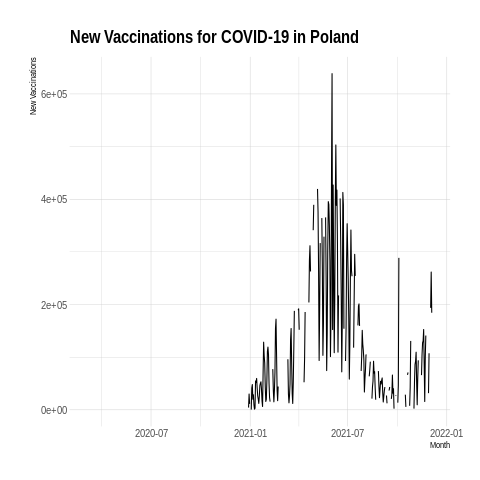 New Vaccinations for COVID-19 in Poland
New Vaccinations
6e+05
4e+05
2e+05
0e+00
2020-07
2021-01
2021-07
2022-01
Month